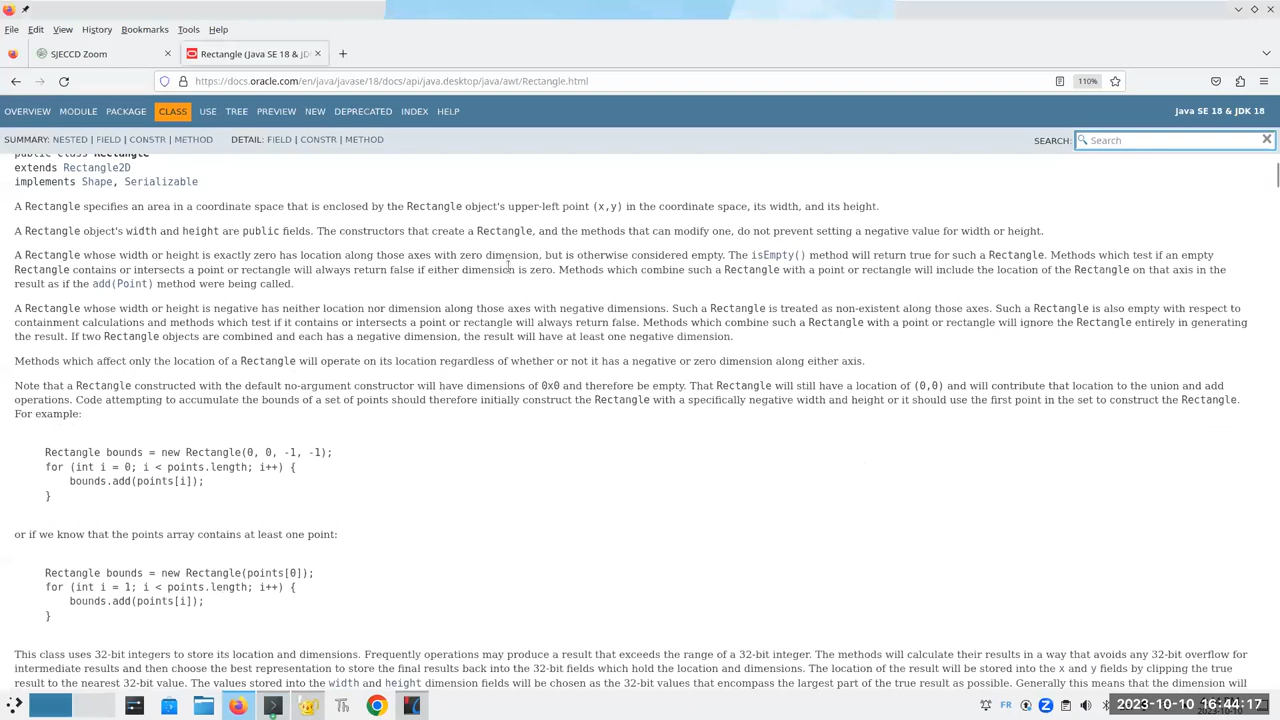 File Edit View History Bookmarks Tools Help
SJECCD Zoom × Rectangle (Java SE 18 & JD × +
https://docs.oracle.com/en/java/javase/18/docs/api/java.desktop/java/awt/Rectangle.html 110%
OVERVIEW MODULE PACKAGE CLASS USE TREE PREVIEW NEW DEPRECATED INDEX HELP Java SE 18 & JDK 18
SUMMARY: NESTED | FIELD | CONSTR | METHOD DETAIL: FIELD | CONSTR | METHOD SEARCH: Search
public class Rectangle
extends Rectangle2D
implements Shape, Serializable
A Rectangle specifies an area in a coordinate space that is enclosed by the Rectangle object's upper-left point (x,y) in the coordinate space, its width, and its height.
A Rectangle object's width and height are public fields. The constructors that create a Rectangle, and the methods that can modify one, do not prevent setting a negative value for width or height.
A Rectangle whose width or height is exactly zero has location along those axes with zero dimension, but is otherwise considered empty. The isEmpty() method will return true for such a Rectangle. Methods which test if an empty
Rectangle contains or intersects a point or rectangle will always return false if either dimension is zero. Methods which combine such a Rectangle with a point or rectangle will include the location of the Rectangle on that axis in the
result as if the add(Point) method were being called.
A Rectangle whose width or height is negative has neither location nor dimension along those axes with negative dimensions. Such a Rectangle is treated as non-existent along those axes. Such a Rectangle is also empty with respect to
containment calculations and methods which test if it contains or intersects a point or rectangle will always return false. Methods which combine such a Rectangle with a point or rectangle will ignore the Rectangle entirely in generating
the result. If two Rectangle objects are combined and each has a negative dimension, the result will have at least one negative dimension.
Methods which affect only the location of a Rectangle will operate on its location regardless of whether or not it has a negative or zero dimension along either axis.
Note that a Rectangle constructed with the default no-argument constructor will have dimensions of 0x0 and therefore be empty. That Rectangle will still have a location of (0,0) and will contribute that location to the union and add
operations. Code attempting to accumulate the bounds of a set of points should therefore initially construct the Rectangle with a specifically negative width and height or it should use the first point in the set to construct the Rectangle.
For example:
Rectangle bounds = new Rectangle(0, 0, -1, -1);
for (int i = 0; i < points.length; i++) {
bounds.add(points[i]);
}
or if we know that the points array contains at least one point:
Rectangle bounds = new Rectangle(points[0]);
for (int i = 1; i < points.length; i++) {
bounds.add(points[i]);
}
This class uses 32-bit integers to store its location and dimensions. Frequently operations may produce a result that exceeds the range of a 32-bit integer. The methods will calculate their results in a way that avoids any 32-bit overflow for
intermediate results and then choose the best representation to store the final results back into the 32-bit fields which hold the location and dimensions. The location of the result will be stored into the x and y fields by clipping the true
result to the nearest 32-bit value. The values stored into the width and height dimension fields will be chosen as the 32-bit values that encompass the largest part of the true result as possible. Generally this means that the dimension will
Th FR 2023-10-10 16:44:17